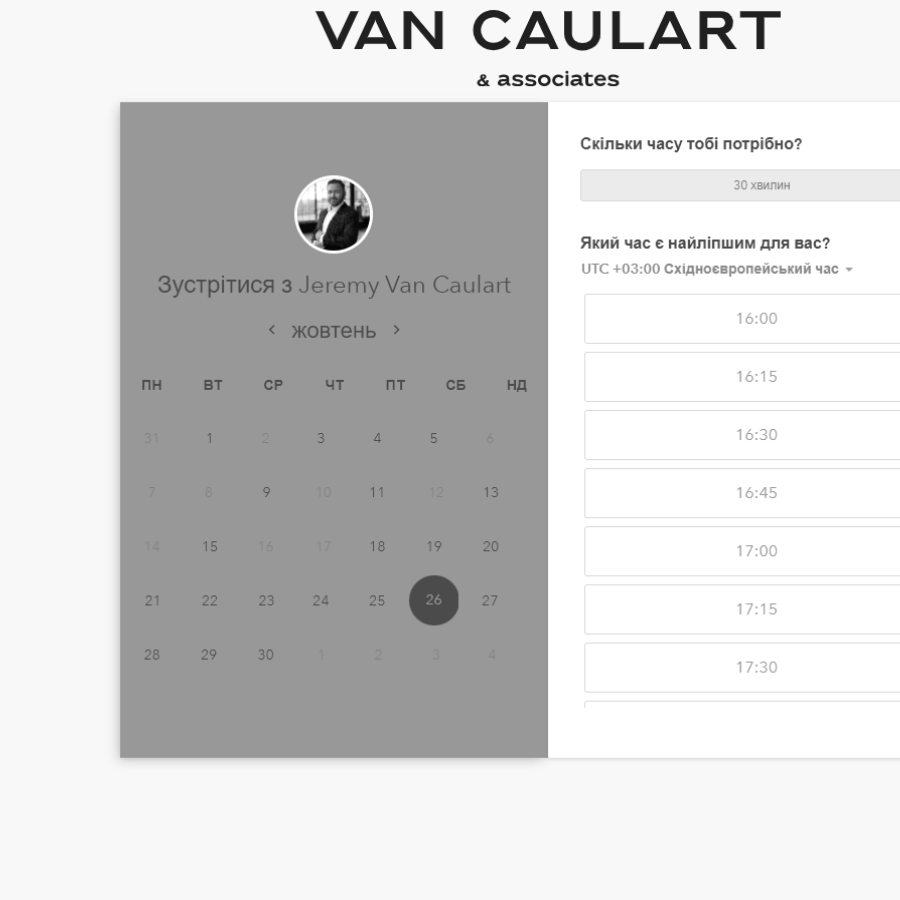 VAN CAULART
& associates
Зустрітися з Jeremy Van Caulart
жовтень
ПН ВТ СР ЧТ ПТ СБ НД
31 1 2 3 4 5 6
7 8 9 10 11 12 13
14 15 16 17 18 19 20
21 22 23 24 25 26 27
28 29 30 1 2 3 4
Скільки часу тобі потрібно?
30 хвилин
Який час є найліпшим для вас?
UTC +03:00 Східноєвропейський час
16:00
16:15
16:30
16:45
17:00
17:15
17:30